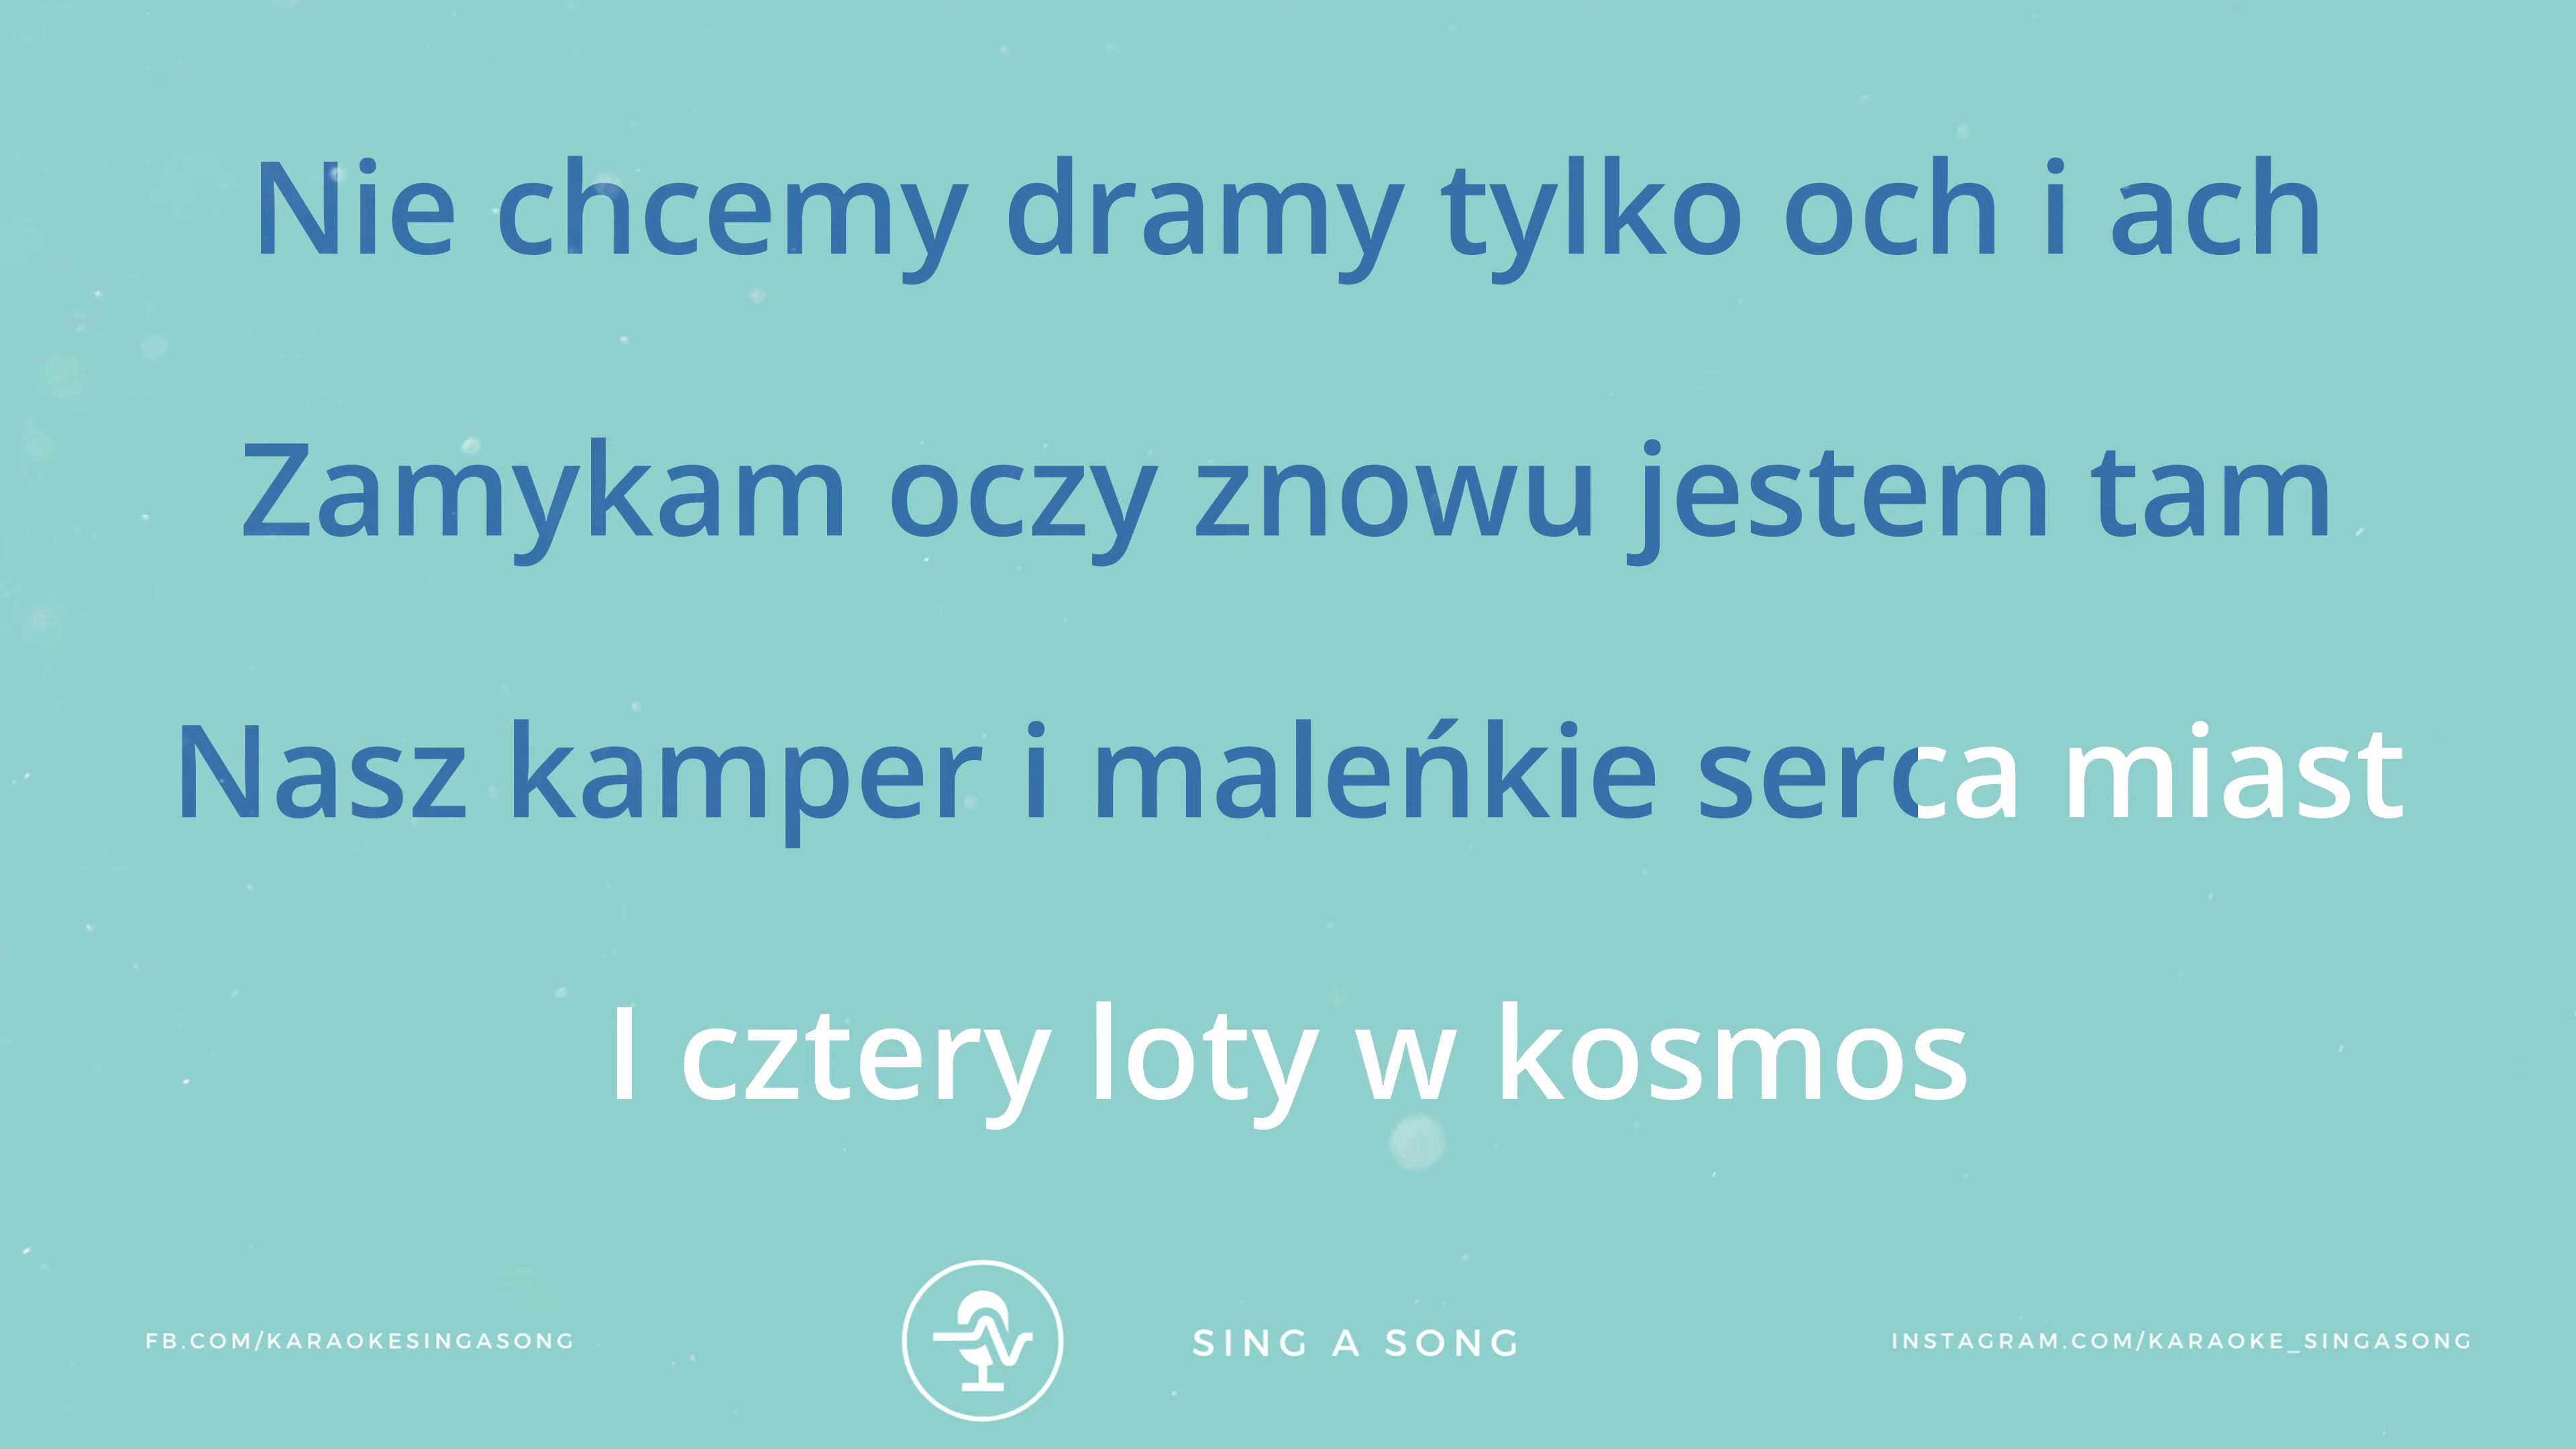 Nie chcemy dramy tylko och i ach
Zamykam oczy znowu jestem tam
Nasz kamper i maleńkie serca miast
I cztery loty w kosmos
FB.COM/KARAOKESINGASONG
SING A SONG
INSTAGRAM.COM/KARAOKE_SINGASONG